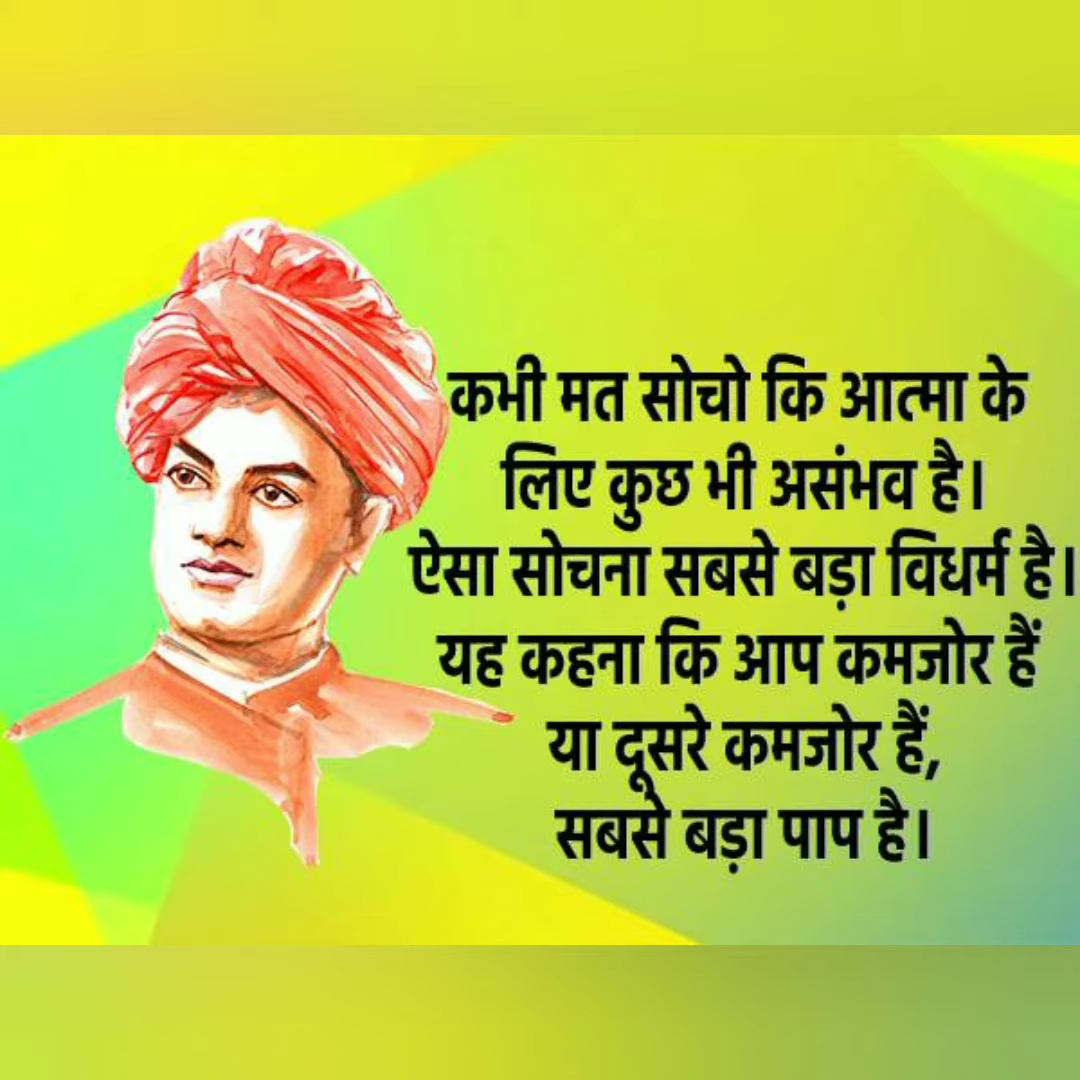 कभी मत सोचो कि आत्मा के
लिए कुछ भी असंभव है।
ऐसा सोचना सबसे बड़ा विधर्म है।
यह कहना कि आप कमजोर हैं
या दूसरे कमजोर हैं,
सबसे बड़ा पाप है।